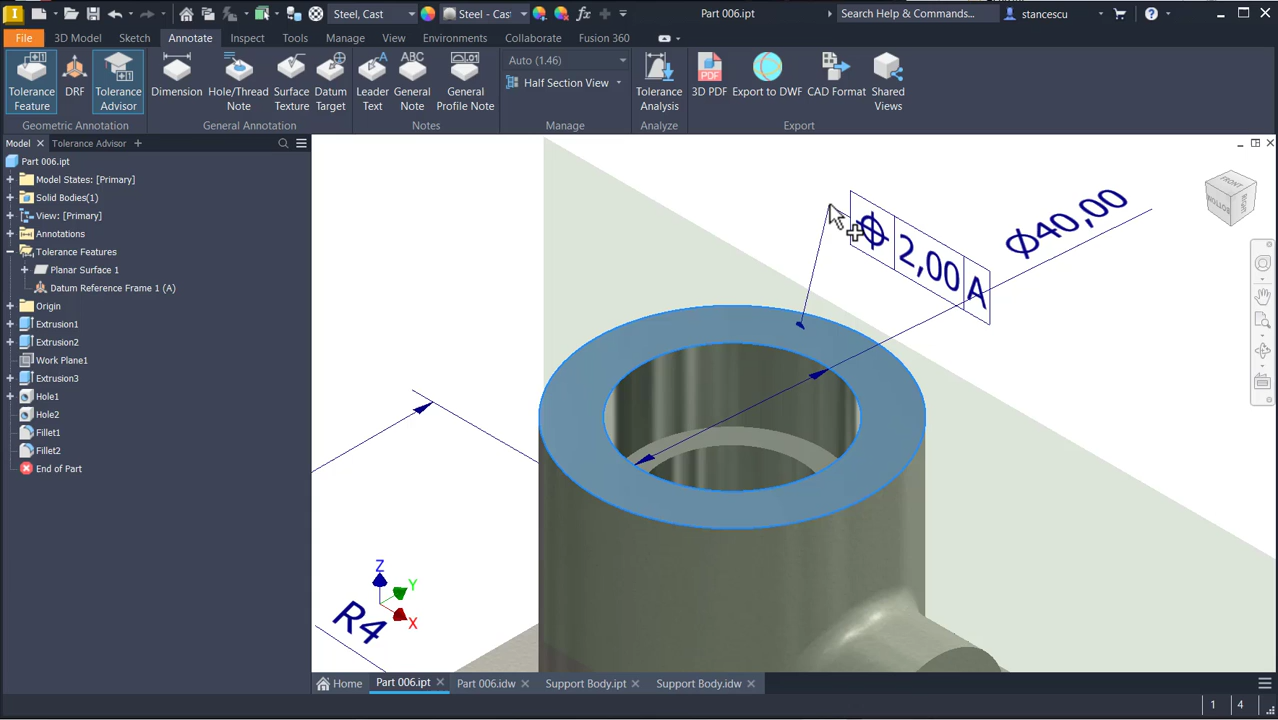 I
Steel, Cast
Steel - Cast
fx
Part 006.ipt
Search Help & Commands...
stancescu
File
3D Model
Sketch
Annotate
Inspect
Tools
Manage
View
Environments
Collaborate
Fusion 360
Tolerance Feature
DRF
Tolerance Advisor
Dimension
Hole/Thread Note
Surface Texture
Datum Target
ABC
Leader Text
General Note
General Profile Note
Auto (1.46)
Half Section View
Tolerance Analysis
PDF
3D PDF
Export to DWF
CAD Format
Shared Views
Geometric Annotation
General Annotation
Notes
Manage
Analyze
Export
Model
Tolerance Advisor
Part 006.ipt
Model States: [Primary]
Solid Bodies(1)
View: [Primary]
Annotations
Tolerance Features
Planar Surface 1
Datum Reference Frame 1 (A)
Origin
Extrusion1
Extrusion2
Work Plane1
Extrusion3
Hole1
Hole2
Fillet1
Fillet2
End of Part
⌖ 2,00 A
Φ40,00
R4
Z
Y
X
FRONT
BOTTOM
Home
Part 006.ipt
Part 006.idw
Support Body.ipt
Support Body.idw
1
4